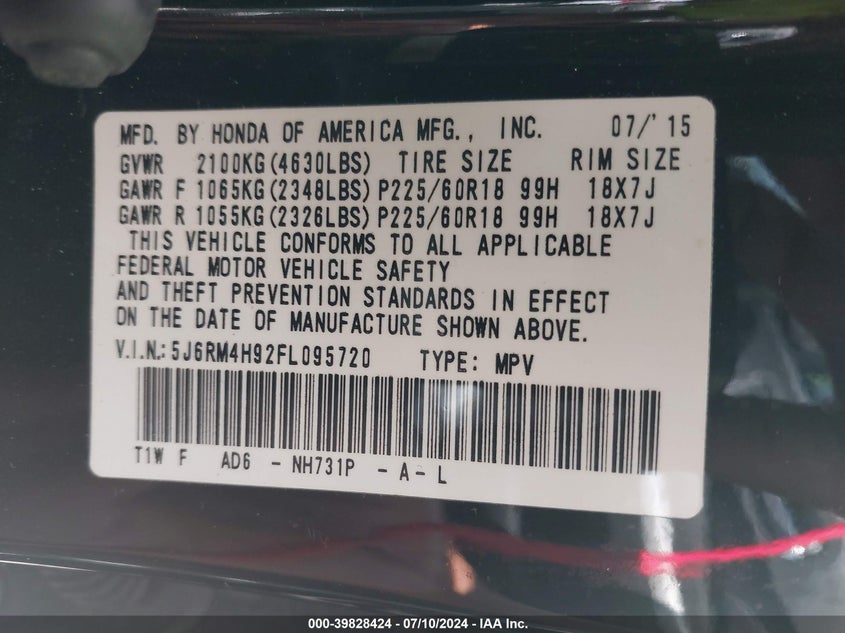 MFD. BY HONDA OF AMERICA MFG., INC. 07/'15
GVWR 2100KG(4630LBS) TIRE SIZE RIM SIZE
GAWR F 1065KG(2348LBS) P225/60R18 99H 18X7J
GAWR R 1055KG(2326LBS) P225/60R18 99H 18X7J
THIS VEHICLE CONFORMS TO ALL APPLICABLE
FEDERAL MOTOR VEHICLE SAFETY
AND THEFT PREVENTION STANDARDS IN EFFECT
ON THE DATE OF MANUFACTURE SHOWN ABOVE.
V.I.N.: 5J6RM4H92FL095720 TYPE: MPV
T1W F AD6 - NH731P - A - L
000-39828424 / 07/10/2024 - IAA Inc.